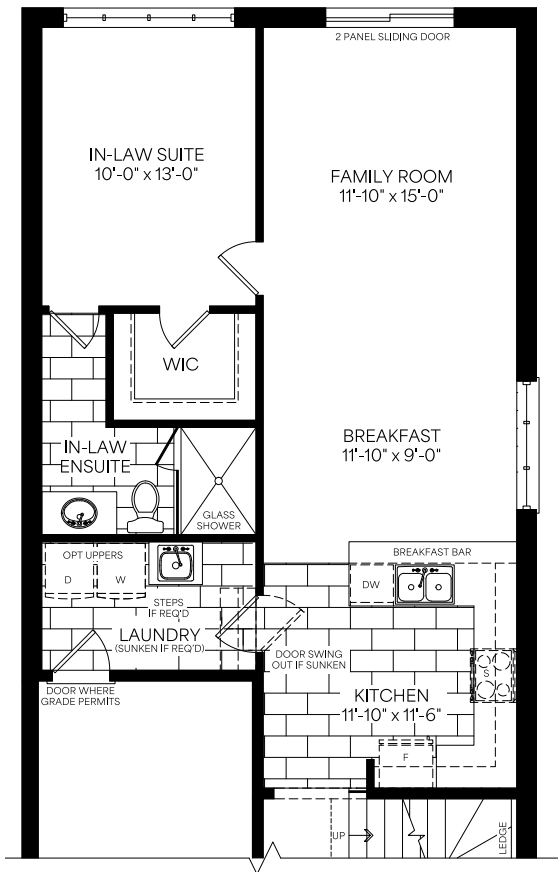 2 PANEL SLIDING DOOR
IN-LAW SUITE
10'-0" x 13'-0"
FAMILY ROOM
11'-10" x 15'-0"
WIC
BREAKFAST
11'-10" x 9'-0"
IN-LAW
ENSUITE
GLASS
SHOWER
BREAKFAST BAR
OPT UPPERS
D
W
DW
STEPS
IF REQ'D
LAUNDRY
(SUNKEN IF REQ'D)
DOOR SWING
OUT IF SUNKEN
S
DOOR WHERE
GRADE PERMITS
KITCHEN
11'-10" x 11'-6"
F
UP
LEDGE